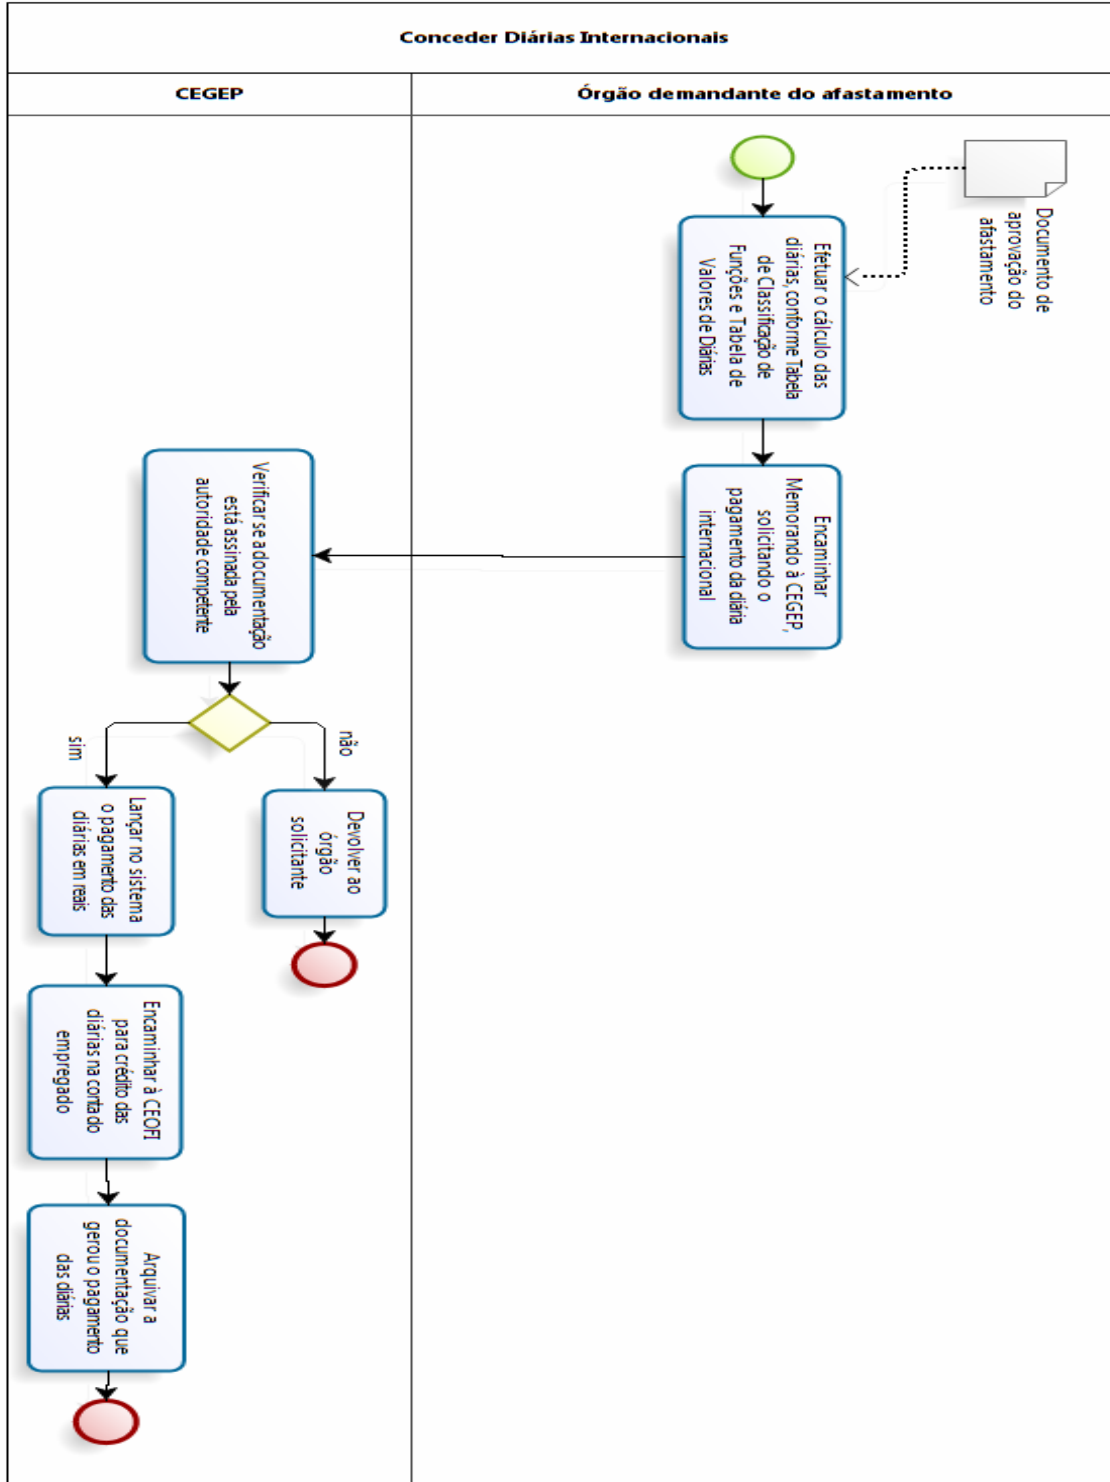 Conceder Diárias Internacionais
CEGEP
Órgão demandante do afastamento
Documento de
aprovação do
afastamento
Efetuar o cálculo das
diárias, conforme Tabela
de Classificação de
Funções e Tabela de
Valores de Diárias
Encaminhar
Memorando à CEGEP,
solicitando o
pagamento da diária
internacional
Verificar se a documentação
está assinada pela
autoridade competente
não
sim
Devolver ao
órgão
solicitante
Lançar no sistema
o pagamento das
diárias em reais
Encaminhar à CEOFI
para crédito das
diárias na conta do
empregado
Arquivar a
documentação que
gerou o pagamento
das diárias